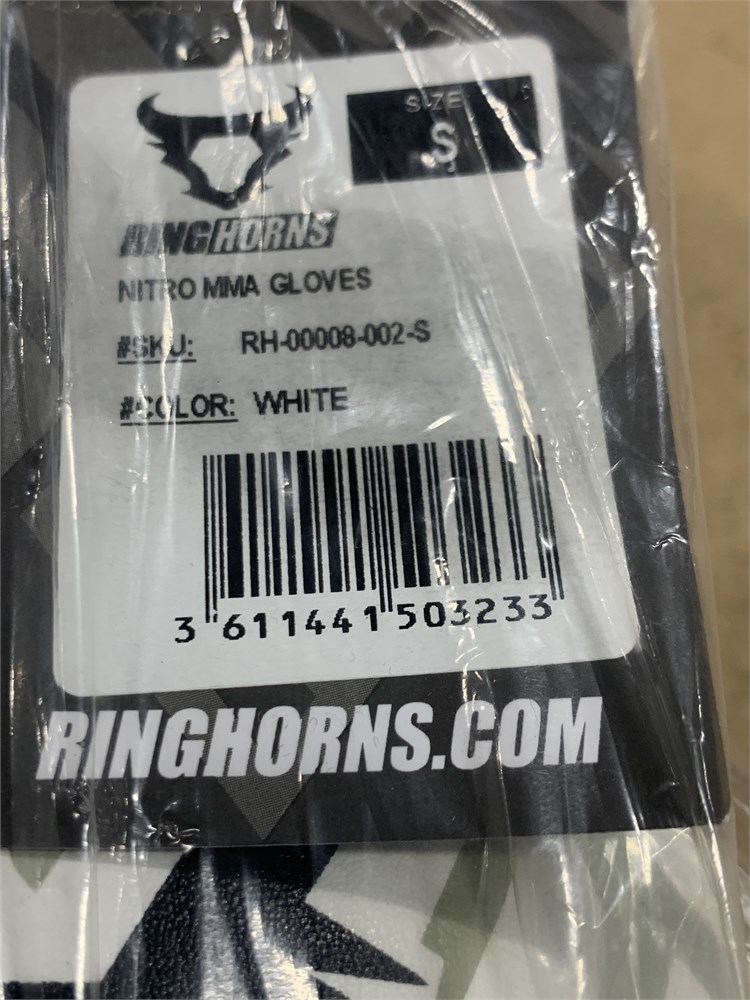 SIZE
S
RINGHORNS
NITRO MMA GLOVES
#SKU: RH-00008-002-S
#COLOR: WHITE
3 611441 503233
RINGHORNS.COM